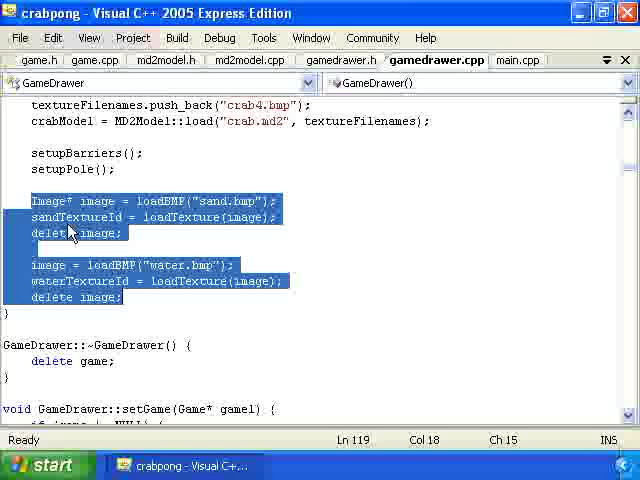 crabpong - Visual C++ 2005 Express Edition
File Edit View Project Build Debug Tools Window Community Help
game.h game.cpp md2model.h md2model.cpp gamedrawer.h gamedrawer.cpp main.cpp
GameDrawer GameDrawer()
textureFilenames.push_back("crab4.bmp");
crabModel = MD2Model::load("crab.md2", textureFilenames);
setupBarriers();
setupPole();
Image* image = loadBMP("sand.bmp");
sandTextureId = loadTexture(image);
delete image;
image = loadBMP("water.bmp");
waterTextureId = loadTexture(image);
delete image;
}
GameDrawer::~GameDrawer() {
delete game;
}
void GameDrawer::setGame(Game* game1) {
Ready Ln 119 Col 18 Ch 15 INS
start crabpong - Visual C+...